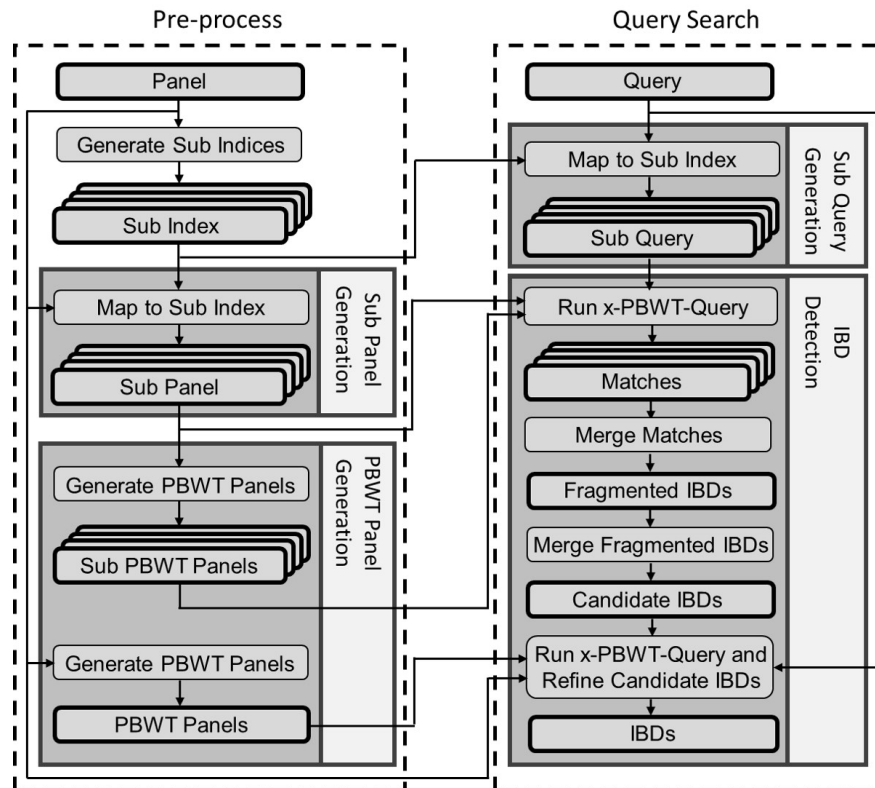 Pre-process
Panel
Generate Sub Indices
Sub Index
Map to Sub Index
Sub Panel
Sub Panel
Generation
Generate PBWT Panels
Sub PBWT Panels
Generate PBWT Panels
PBWT Panels
PBWT Panel
Generation
Query Search
Query
Map to Sub Index
Sub Query
Sub Query
Generation
Run x-PBWT-Query
Matches
Merge Matches
Fragmented IBDs
Merge Fragmented IBDs
Candidate IBDs
Run x-PBWT-Query and
Refine Candidate IBDs
IBDs
IBD
Detection